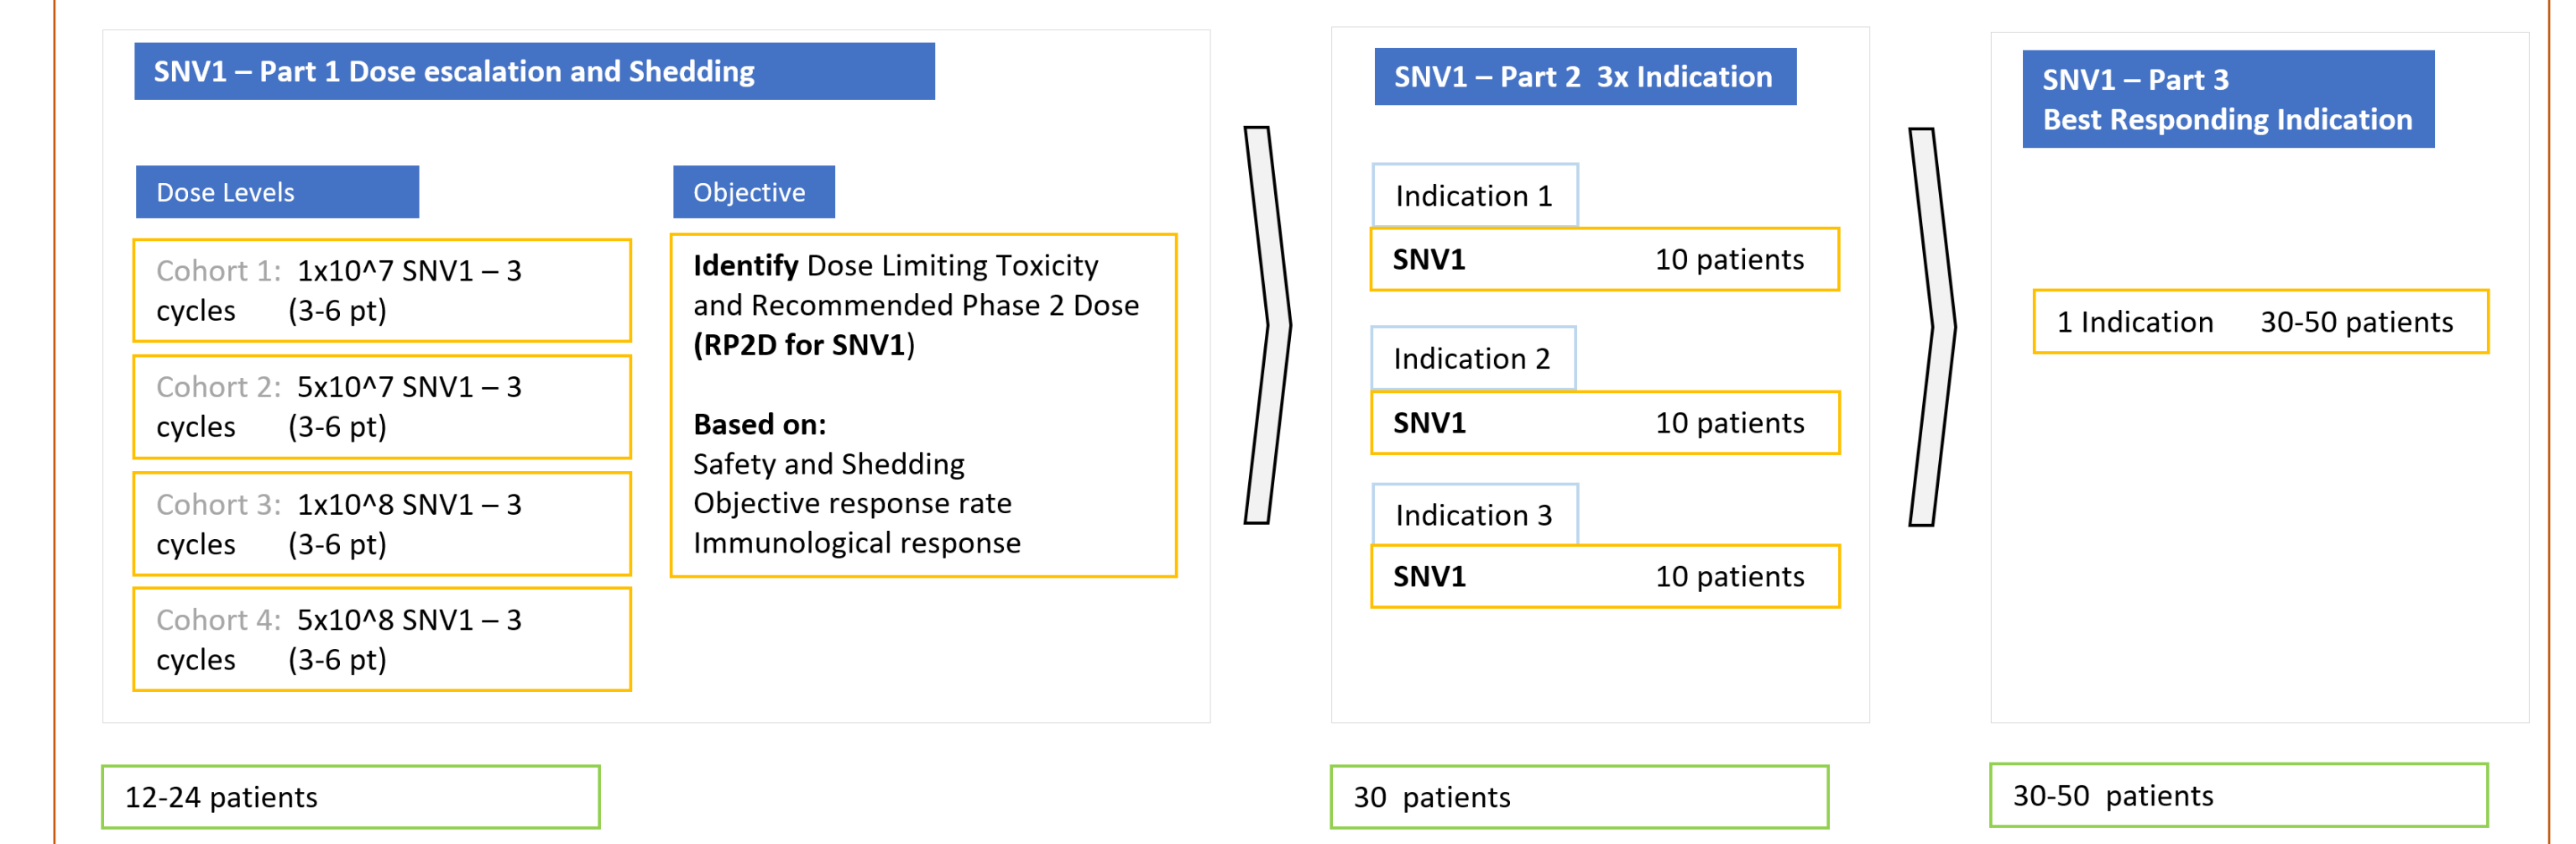 SNV1 – Part 1 Dose escalation and Shedding
Dose Levels
Cohort 1:  1x10^7 SNV1 – 3
cycles (3-6 pt)
Cohort 2:  5x10^7 SNV1 – 3
cycles (3-6 pt)
Cohort 3:  1x10^8 SNV1 – 3
cycles (3-6 pt)
Cohort 4:  5x10^8 SNV1 – 3
cycles (3-6 pt)
Objective
Identify Dose Limiting Toxicity
and Recommended Phase 2 Dose
(RP2D for SNV1)
Based on:
Safety and Shedding
Objective response rate
Immunological response
12-24 patients
SNV1 – Part 2  3x Indication
Indication 1
SNV1 10 patients
Indication 2
SNV1 10 patients
Indication 3
SNV1 10 patients
30  patients
SNV1 – Part 3
Best Responding Indication
1 Indication 30-50 patients
30-50  patients